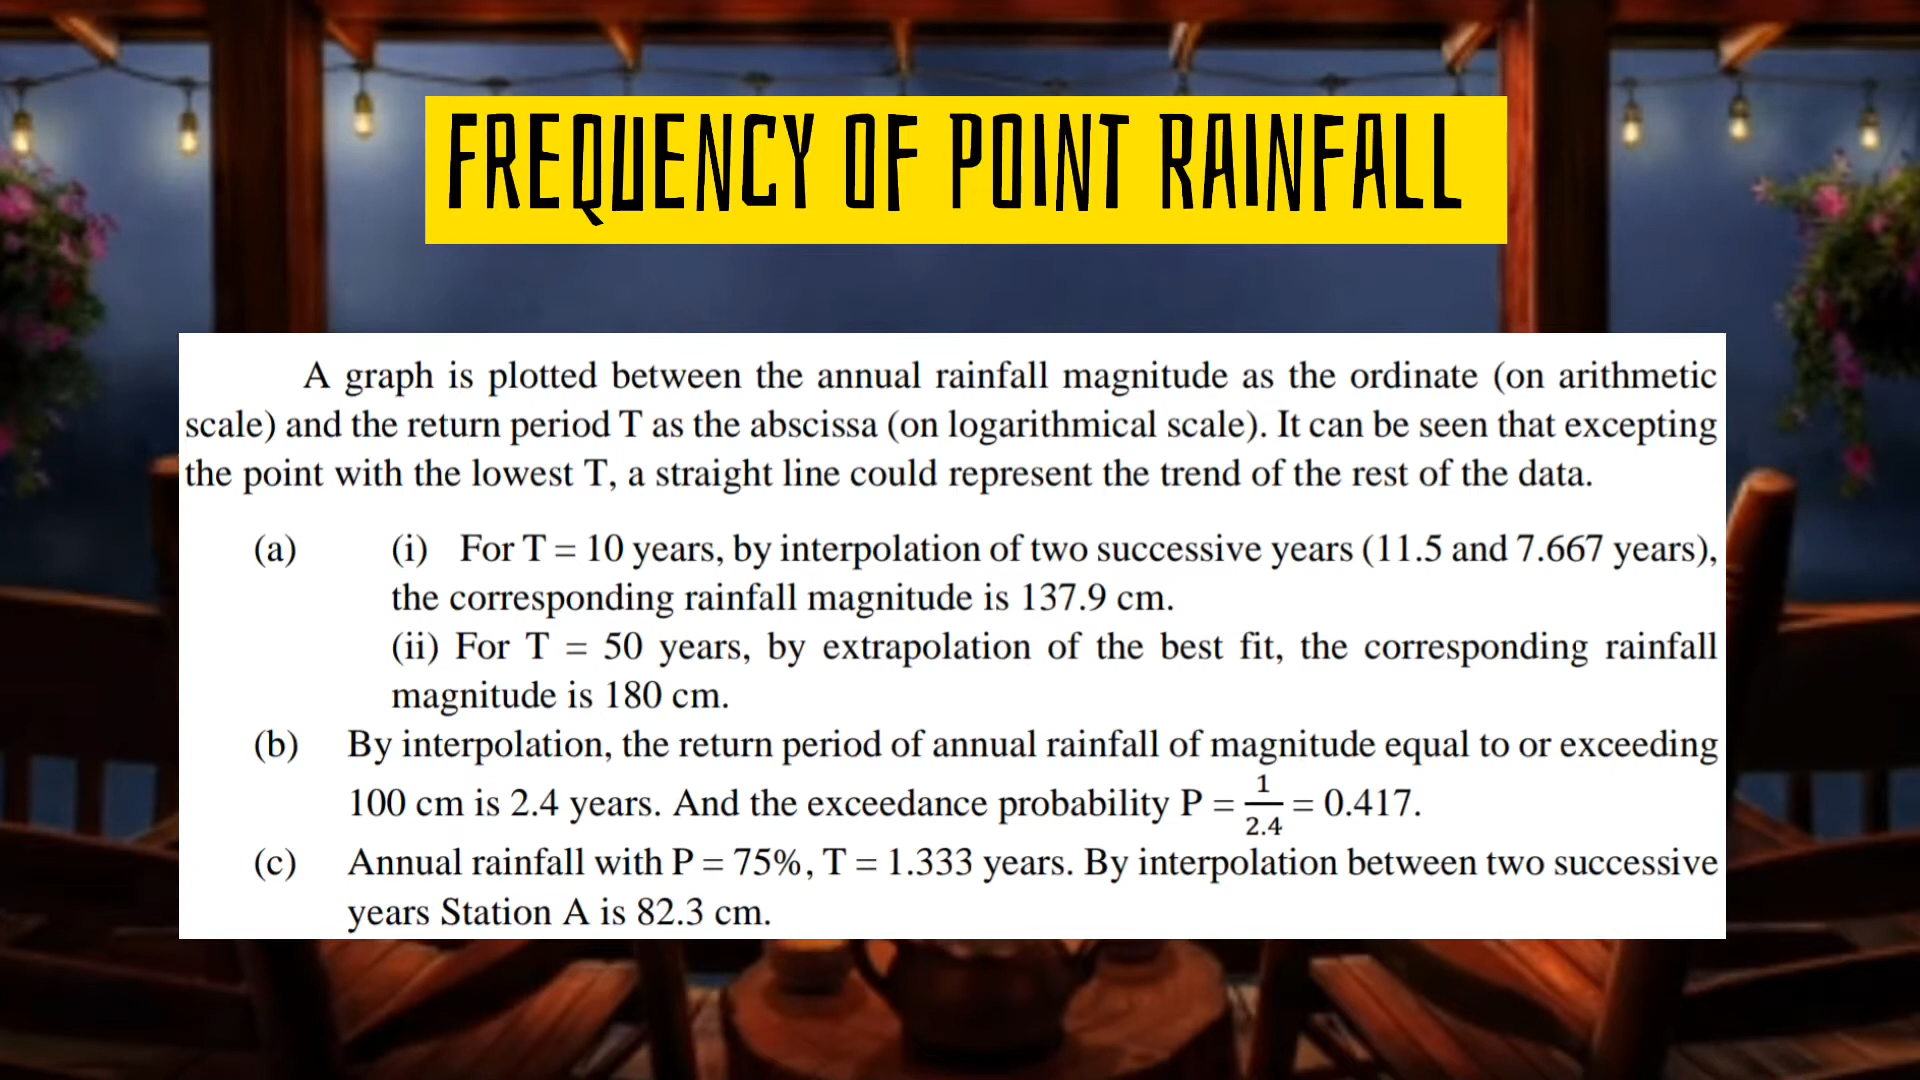 FREQUENCY OF POINT RAINFALL
A graph is plotted between the annual rainfall magnitude as the ordinate (on arithmetic
scale) and the return period T as the abscissa (on logarithmical scale). It can be seen that excepting
the point with the lowest T, a straight line could represent the trend of the rest of the data.
(a) (i) For T = 10 years, by interpolation of two successive years (11.5 and 7.667 years),
the corresponding rainfall magnitude is 137.9 cm.
(ii) For T = 50 years, by extrapolation of the best fit, the corresponding rainfall
magnitude is 180 cm.
(b) By interpolation, the return period of annual rainfall of magnitude equal to or exceeding
100 cm is 2.4 years. And the exceedance probability P = 1/2.4 = 0.417.
(c) Annual rainfall with P = 75%, T = 1.333 years. By interpolation between two successive
years Station A is 82.3 cm.